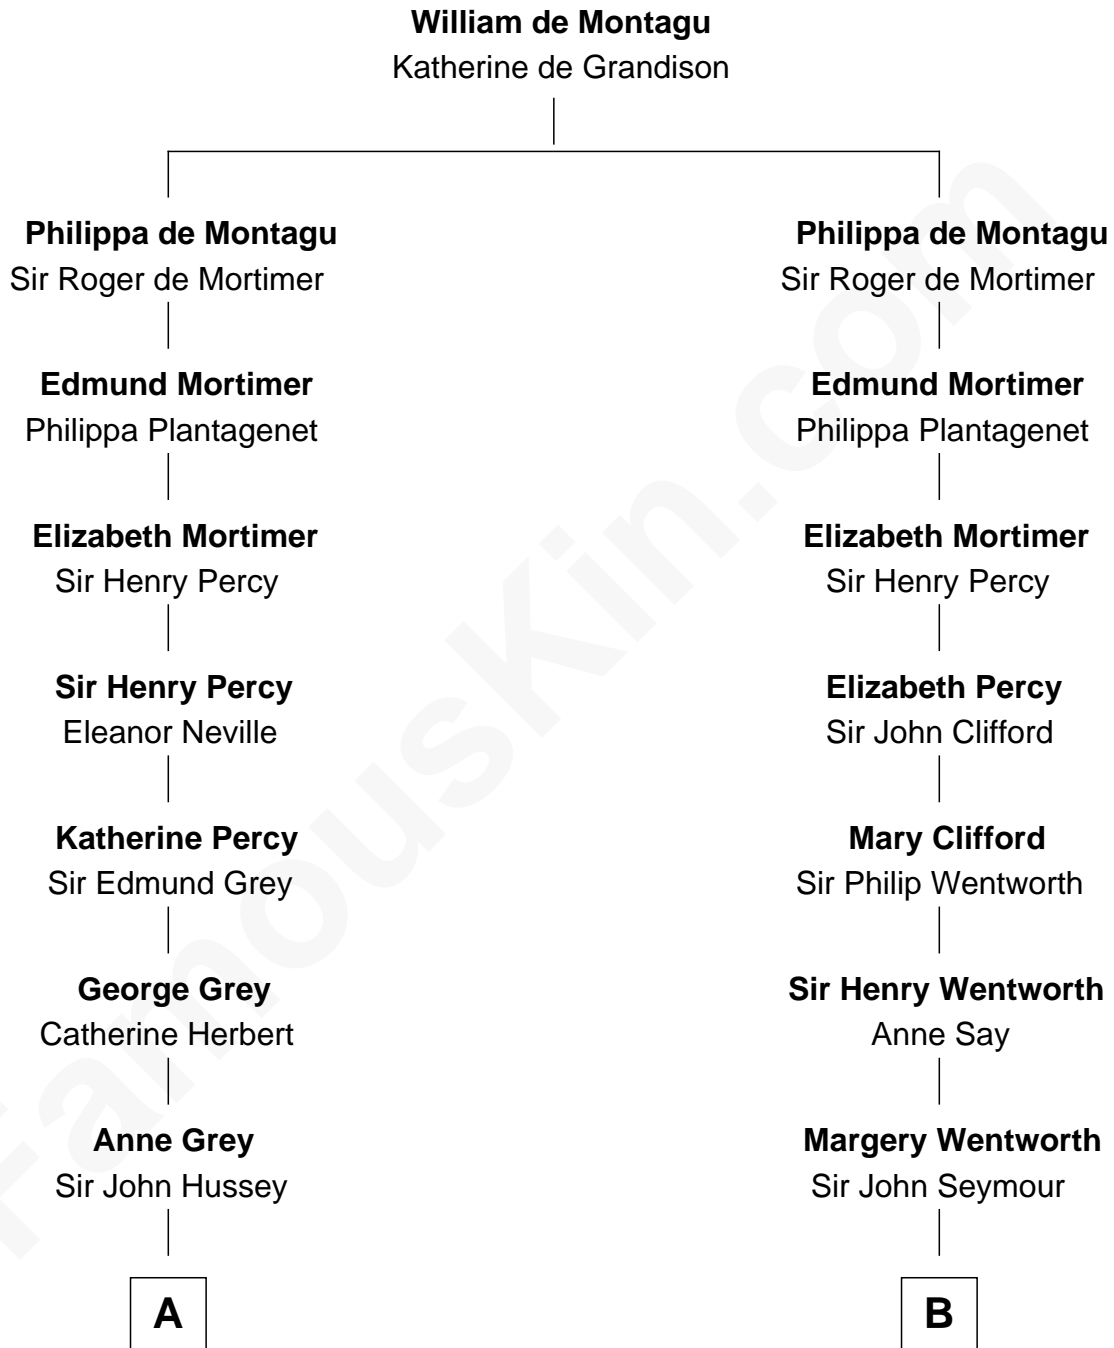 William de Montagu
Katherine de Grandison
Philippa de Montagu
Sir Roger de Mortimer
Philippa de Montagu
Sir Roger de Mortimer
Edmund Mortimer
Philippa Plantagenet
Edmund Mortimer
Philippa Plantagenet
Elizabeth Mortimer
Sir Henry Percy
Elizabeth Mortimer
Sir Henry Percy
Sir Henry Percy
Eleanor Neville
Elizabeth Percy
Sir John Clifford
Katherine Percy
Sir Edmund Grey
Mary Clifford
Sir Philip Wentworth
George Grey
Catherine Herbert
Sir Henry Wentworth
Anne Say
Anne Grey
Sir John Hussey
Margery Wentworth
Sir John Seymour
A
B
FamousKin.com